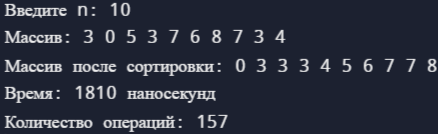 Введите n: 10
Массив: 3 0 5 3 7 6 8 7 3 4
Массив после сортировки: 0 3 3 3 4 5 6 7 7 8
Время: 1810 наносекунд
Количество операций: 157